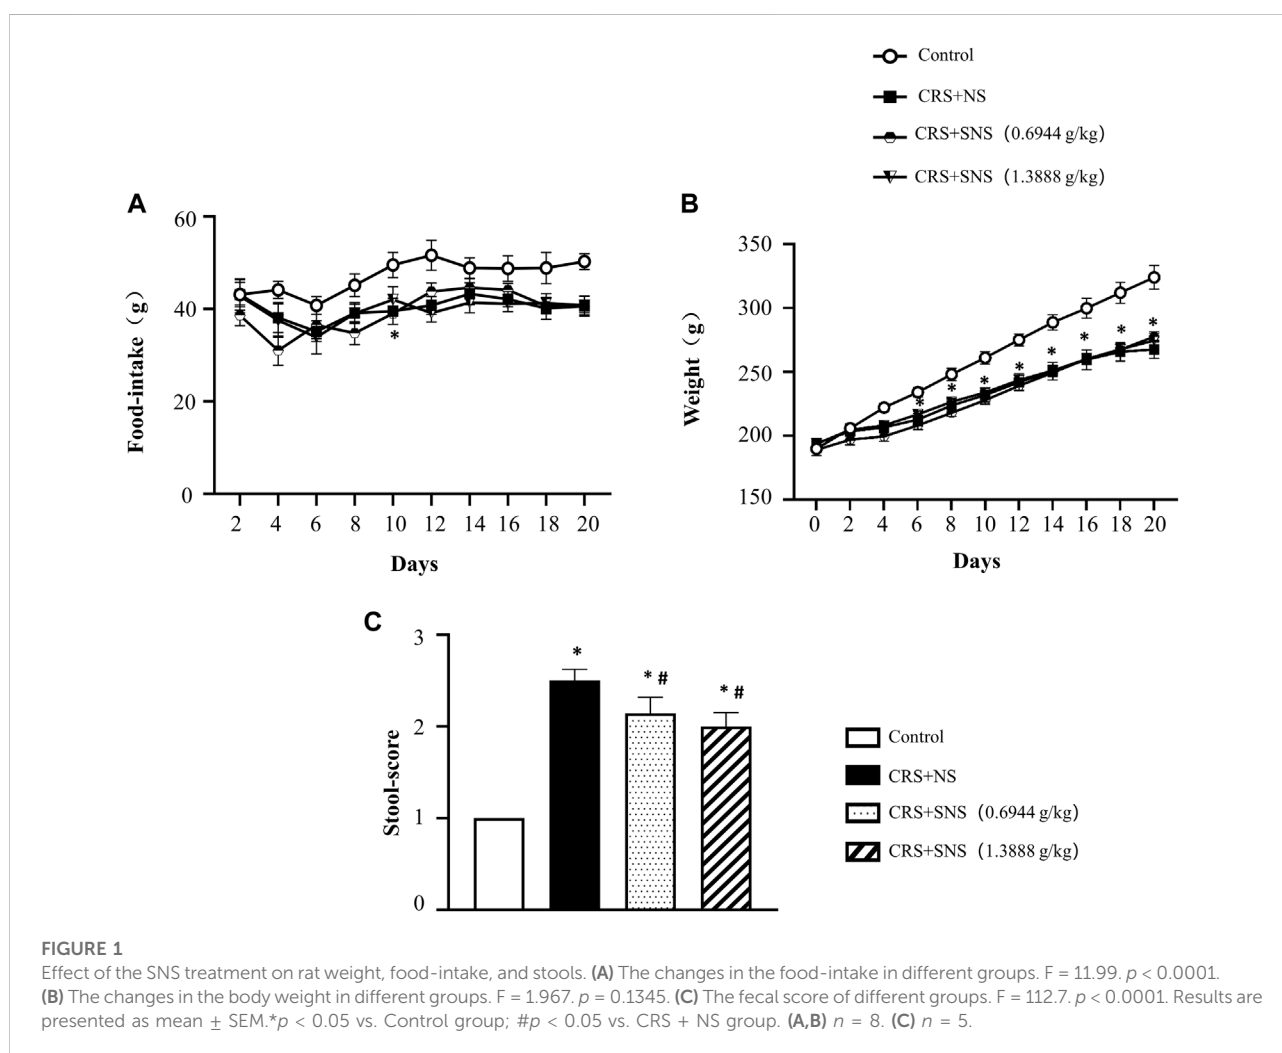 Control
CRS+NS
CRS+SNS (0.6944 g/kg)
CRS+SNS (1.3888 g/kg)
A
60
40
20
0
Food-intake (g)
*
2 4 6 8 10 12 14 16 18 20
Days
B
350
300
250
200
150
Weight (g)
* * * * * * * *
0 2 4 6 8 10 12 14 16 18 20
Days
C
3
2
1
0
Stool-score
*
* #
* #
Control
CRS+NS
CRS+SNS (0.6944 g/kg)
CRS+SNS (1.3888 g/kg)
FIGURE 1
Effect of the SNS treatment on rat weight, food-intake, and stools. (A) The changes in the food-intake in different groups. F = 11.99. p < 0.0001.
(B) The changes in the body weight in different groups. F = 1.967. p = 0.1345. (C) The fecal score of different groups. F = 112.7. p < 0.0001. Results are
presented as mean ± SEM.*p < 0.05 vs. Control group; #p < 0.05 vs. CRS + NS group. (A,B) n = 8. (C) n = 5.